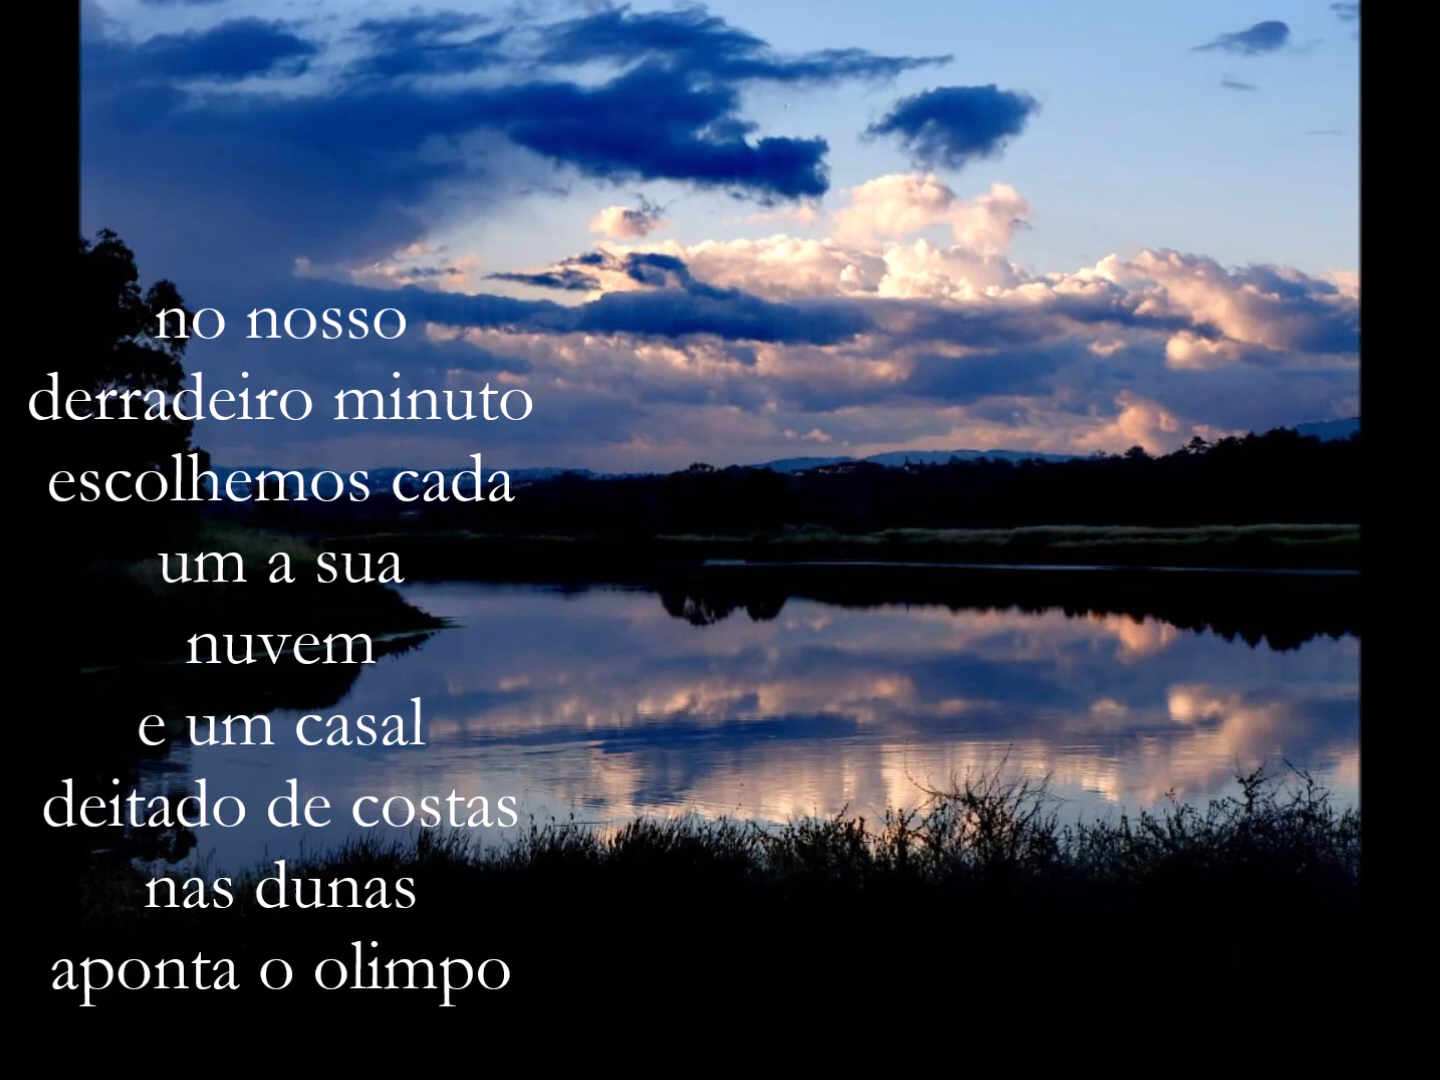 no nosso
derradeiro minuto
escolhemos cada
um a sua
nuvem
e um casal
deitado de costas
nas dunas
aponta o olimpo